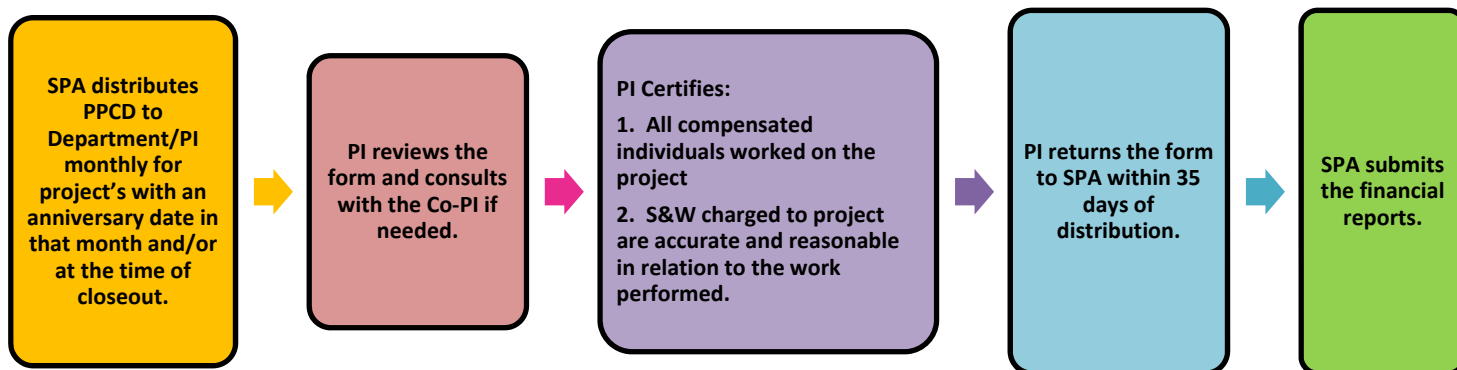 SPA distributes
PPCD to
Department/PI
monthly for
project’s with an
anniversary date in
that month and/or
at the time of
closeout.
PI reviews the
form and consults
with the Co-PI if
needed.
PI Certifies:
1. All compensated
individuals worked on the
project
2. S&W charged to project
are accurate and reasonable
in relation to the work
performed.
PI returns the form
to SPA within 35
days of
distribution.
SPA submits
the financial
reports.